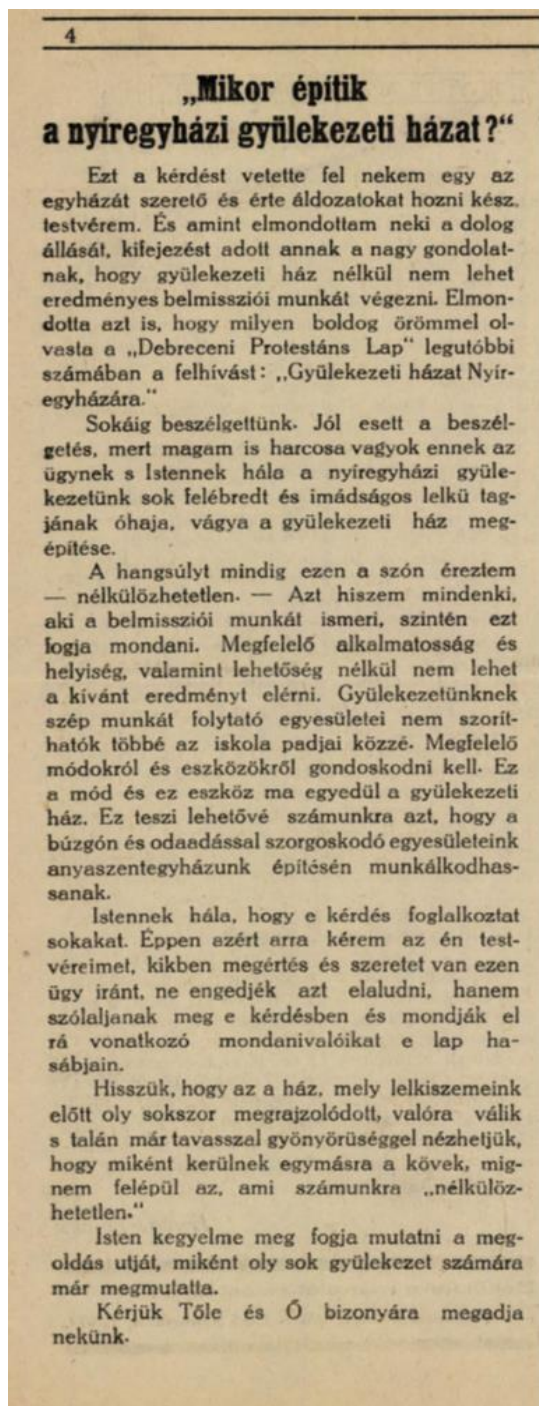 4
„Mikor építik
a nyíregyházi gyülekezeti házat?“
Ezt a kérdést vetette fel nekem egy az
egyházát szerető és érte áldozatokat hozni kész
testvérem. És amint elmondottam neki a dolog
állását, kifejezést adott annak a nagy gondolat-
nak, hogy gyülekezeti ház nélkül nem lehet
eredményes belmissziói munkát végezni. Elmon-
dotta azt is, hogy milyen boldog örömmel ol-
vasta a „Debreceni Protestáns Lap“ legutóbbi
számában a felhívást: „Gyülekezeti házat Nyír-
egyházára.“
Sokáig beszélgettünk. Jól esett a beszél-
getés, mert magam is harcosa vagyok ennek az
ügynek s Istennek hála a nyíregyházi gyüle-
kezetünk sok felébredt és imádságos lelkü tag-
jának óhaja, vágya a gyülekezeti ház meg-
építése.
A hangsúlyt mindig ezen a szón éreztem
— nélkülözhetetlen. — Azt hiszem mindenki,
aki a belmissziói munkát ismeri, szintén ezt
fogja mondani. Megfelelő alkalmatosság és
helyiség, valamint lehetőség nélkül nem lehet
a kívánt eredményt elérni. Gyülekezetünknek
szép munkát folytató egyesületei nem szorít-
hatók többé az iskola padjai közzé. Megfelelő
módokról és eszközökről gondoskodni kell. Ez
a mód és ez eszköz ma egyedül a gyülekezeti
ház. Ez teszi lehetővé számunkra azt, hogy a
búzgón és odaadással szorgoskodó egyesületeink
anyaszentegyházunk építésén munkálkodhas-
sanak.
Istennek hála, hogy e kérdés foglalkoztat
sokakat. Éppen azért arra kérem az én test-
véreimet, kikben megértés és szeretet van ezen
ügy iránt, ne engedjék azt elaludni, hanem
szólaljanak meg e kérdésben és mondják el
rá vonatkozó mondanivalóikat e lap ha-
sábjain.
Hisszük, hogy az a ház, mely lelkiszemeink
előtt oly sokszor megrajzolódott, valóra válik
s talán már tavasszal gyönyörüséggel nézhetjük,
hogy miként kerülnek egymásra a kövek, mig-
nem felépül az, ami számunkra „nélkülöz-
hetetlen.“
Isten kegyelme meg fogja mutatni a meg-
oldás utját, miként oly sok gyülekezet számára
már megmutatta.
Kérjük Tőle és Ő bizonyára megadja
nekünk.